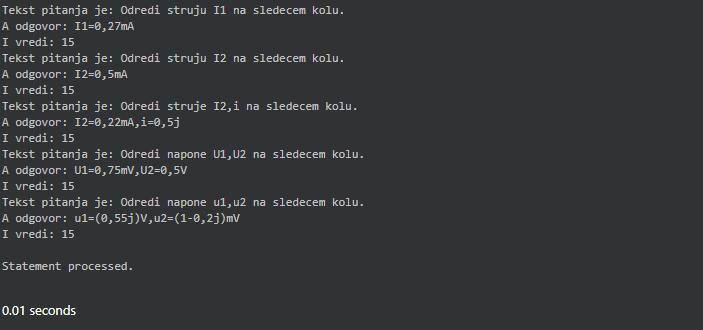 Tekst pitanja je: Odredi struju I1 na sledecem kolu.
A odgovor: I1=0,27mA
I vredi: 15
Tekst pitanja je: Odredi struju I2 na sledecem kolu.
A odgovor: I2=0,5mA
I vredi: 15
Tekst pitanja je: Odredi struje I2,i na sledecem kolu.
A odgovor: I2=0,22mA,i=0,5j
I vredi: 15
Tekst pitanja je: Odredi napone U1,U2 na sledecem kolu.
A odgovor: U1=0,75mV,U2=0,5V
I vredi: 15
Tekst pitanja je: Odredi napone u1,u2 na sledecem kolu.
A odgovor: u1=(0,55j)V,u2=(1-0,2j)mV
I vredi: 15
Statement processed.
0.01 seconds